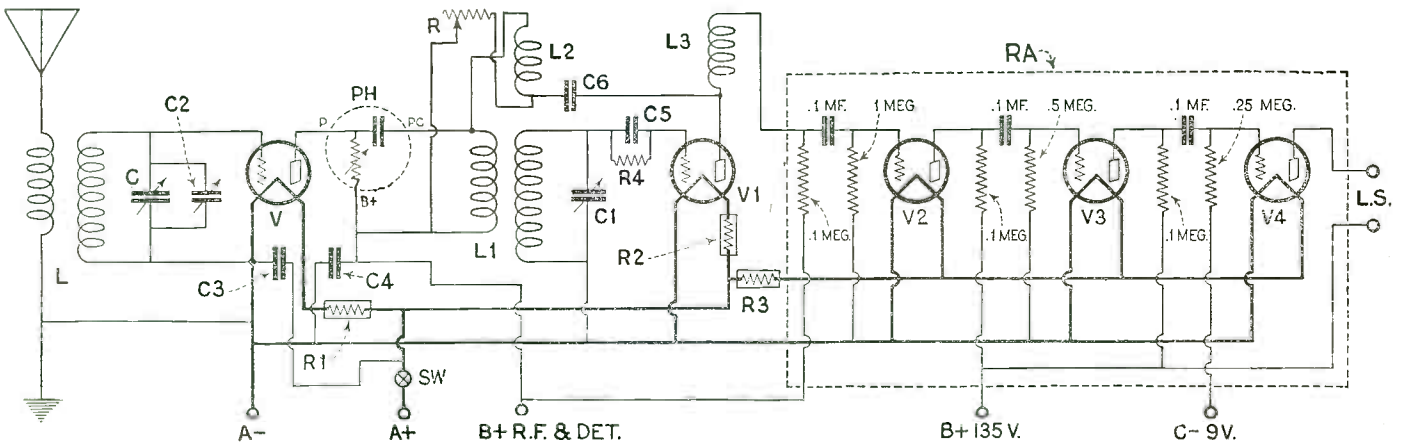 RA
R
L2
L3
C6
PH
P
PC
B+
C2
C
V
L
C3
C4
R1
SW
L1
C5
R4
C1
V1
R2
R3
.1 MF.
1 MEG.
.1 MF.
.5 MEG.
.1 MF.
.25 MEG.
V2
V3
V4
L.S.
.1 MEG.
.1 MEG.
.1 MEG.
A-
A+
B+ R.F. & DET.
B+ 135 V.
C- 9 V.